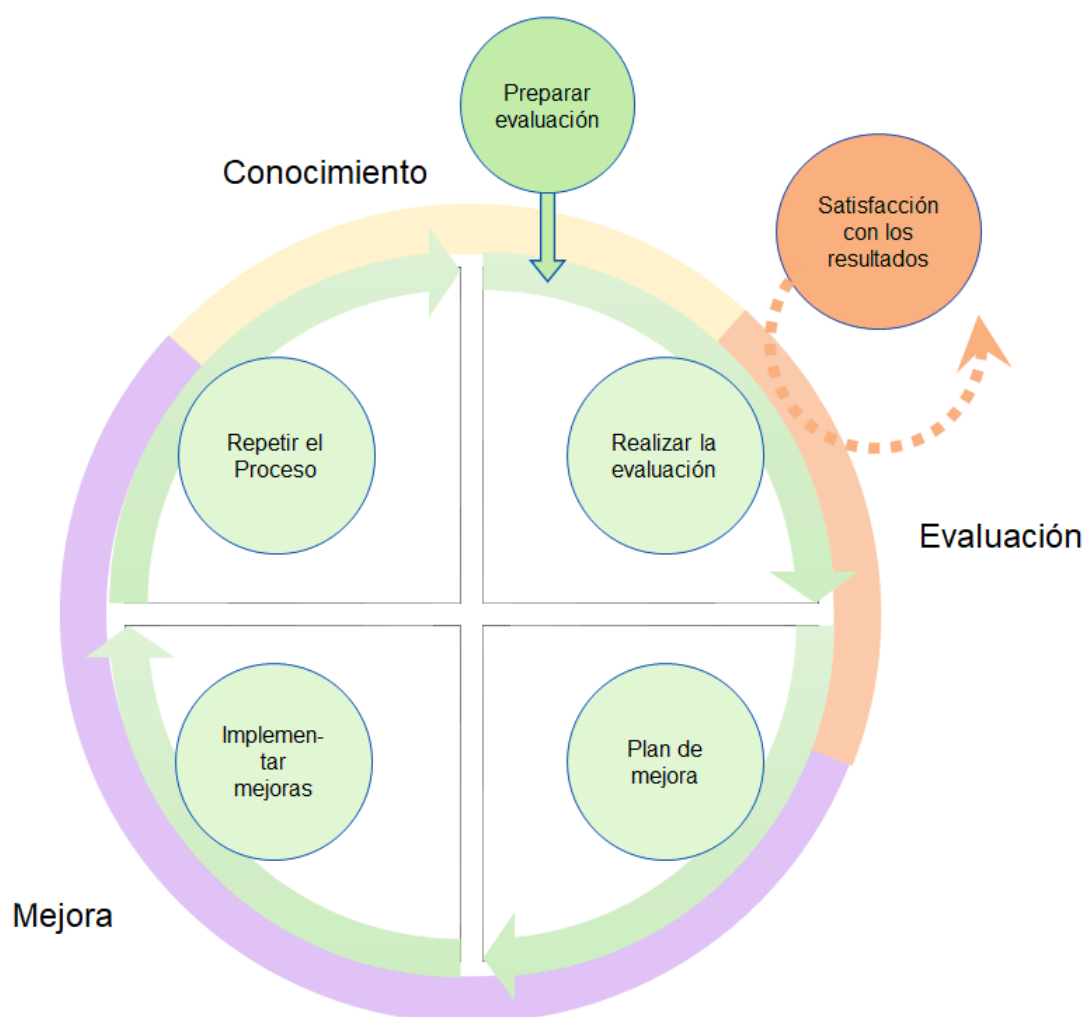 Preparar
evaluación
Conocimiento
Satisfacción
con los
resultados
Repetir el
Proceso
Realizar la
evaluación
Evaluación
Implemen-
tar
mejoras
Plan de
mejora
Mejora